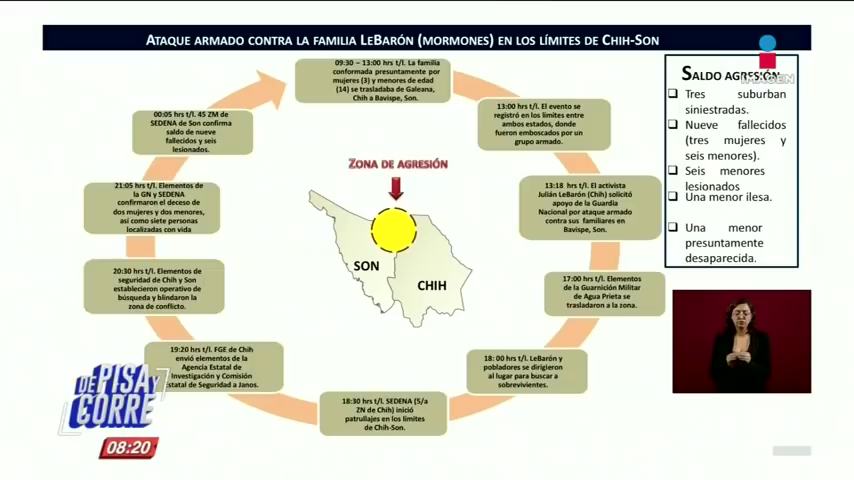 ATAQUE ARMADO CONTRA LA FAMILIA LEBARÓN (MORMONES) EN LOS LÍMITES DE CHIH-SON
IMAGEN
09:30 – 13:00 hrs t/l. La familia
conformada presuntamente por
mujeres (3) y menores de edad
(14) se trasladaba de Galeana,
Chih a Bavispe, Son.
13:00 hrs t/l. El evento se
registró en los limites entre
ambos estados, donde
fueron emboscados por un
grupo armado.
13:18 hrs t/l. El activista
Julián LeBarón (Chih) solicitó
apoyo de la Guardia
Nacional por ataque armado
contra sus familiares en
Bavispe, Son.
17:00 hrs t/l. Elementos
de la Guarnición Militar
de Agua Prieta se
trasladaron a la zona.
18: 00 hrs t/l. LeBarón y
pobladores se dirigieron
al lugar para buscar a
sobrevivientes.
18:30 hrs t/l. SEDENA (5/a
ZN de Chih) inició
patrullajes en los limites
de Chih-Son.
19:20 hrs t/l. FGE de Chih
envió elementos de la
Agencia Estatal de
Investigación y Comisión
Estatal de Seguridad a Janos.
20:30 hrs t/l. Elementos de
seguridad de Chih y Son
establecieron operativo de
búsqueda y blindaron la
zona de conflicto.
21:05 hrs t/l. Elementos de
la GN y SEDENA
confirmaron el deceso de
dos mujeres y dos menores,
así como siete personas
localizadas con vida
00:05 hrs t/l. 45 ZM de
SEDENA de Son confirma
saldo de nueve
fallecidos y seis
lesionados.
ZONA DE AGRESIÓN
SON
CHIH
SALDO AGRESIÓN
❑ Tres suburban
siniestradas.
❑ Nueve fallecidos
(tres mujeres y
seis menores).
❑ Seis menores
lesionados
❑ Una menor ilesa.
❑ Una menor
presuntamente
desaparecida.
DE PISA Y
CORRE
08:20